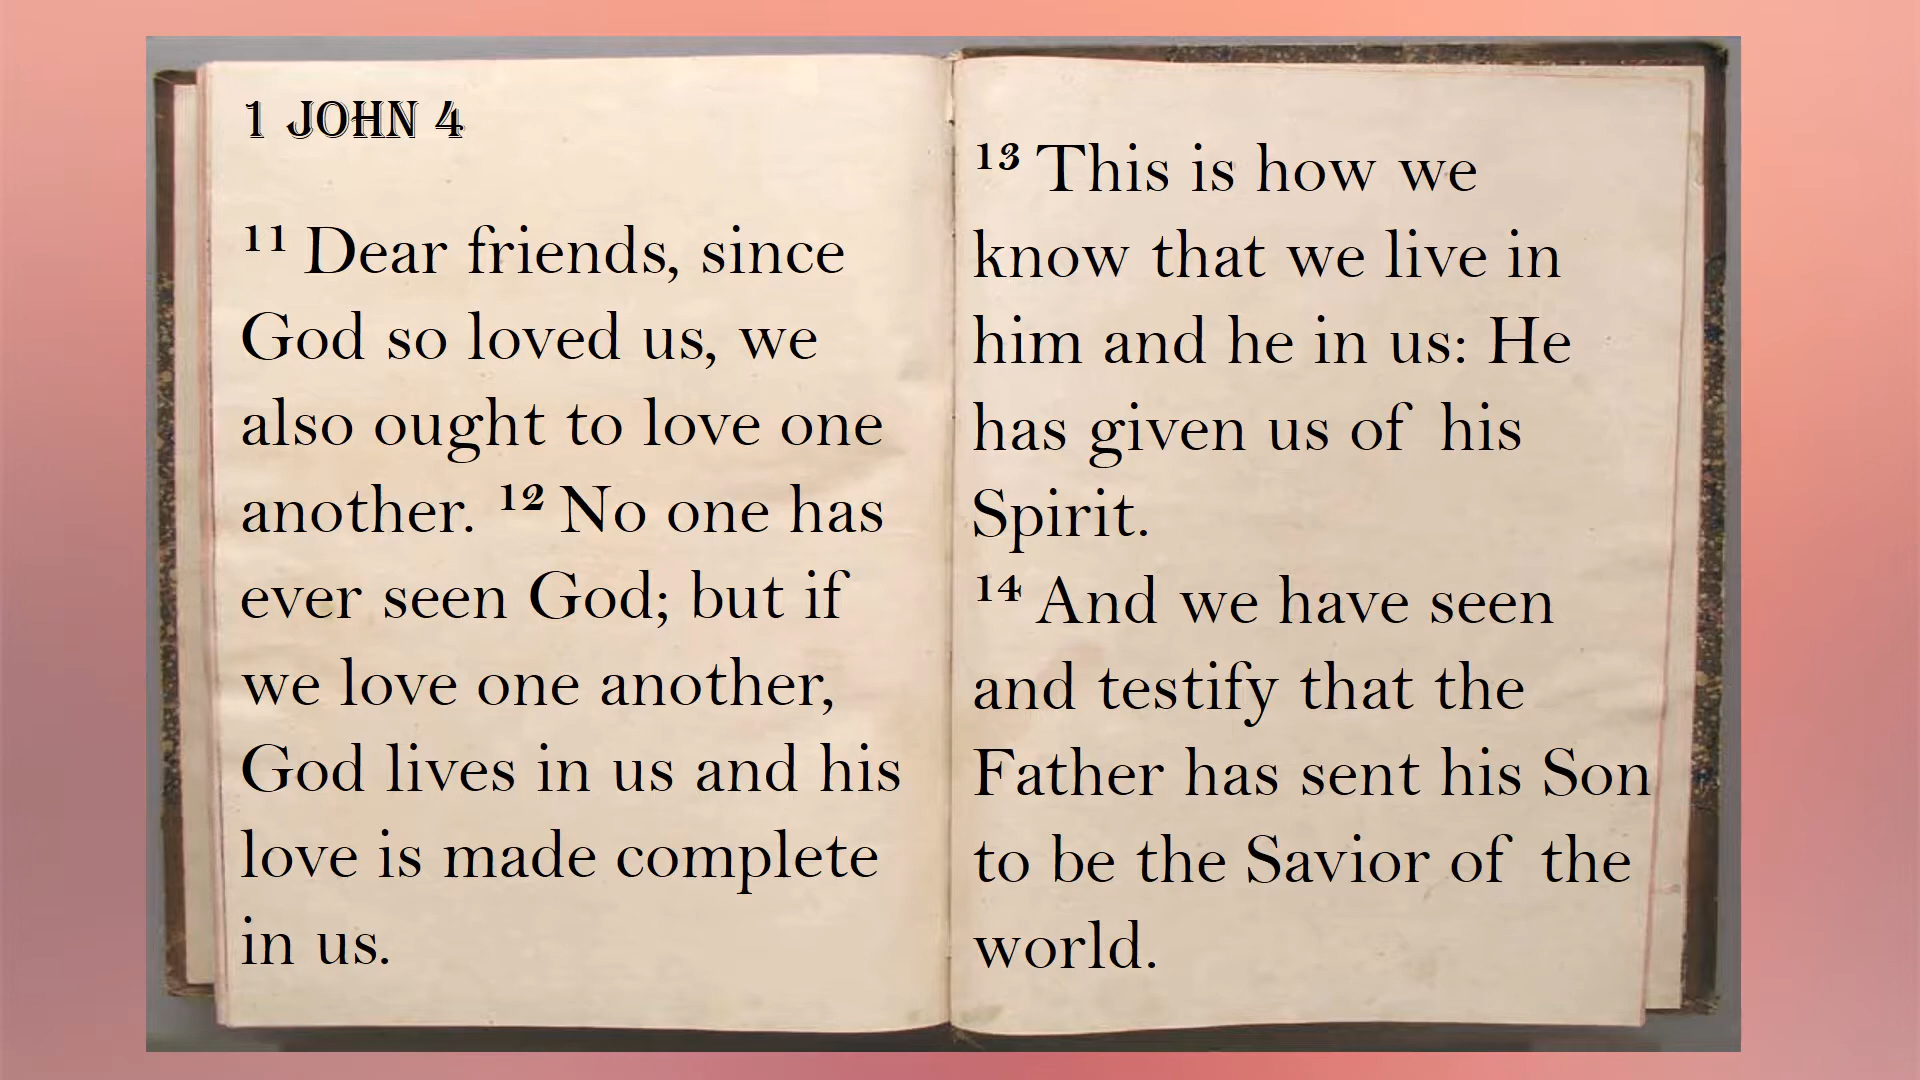 1 JOHN 4
11 Dear friends, since
God so loved us, we
also ought to love one
another. 12 No one has
ever seen God; but if
we love one another,
God lives in us and his
love is made complete
in us.
13 This is how we
know that we live in
him and he in us: He
has given us of his
Spirit.
14 And we have seen
and testify that the
Father has sent his Son
to be the Savior of the
world.